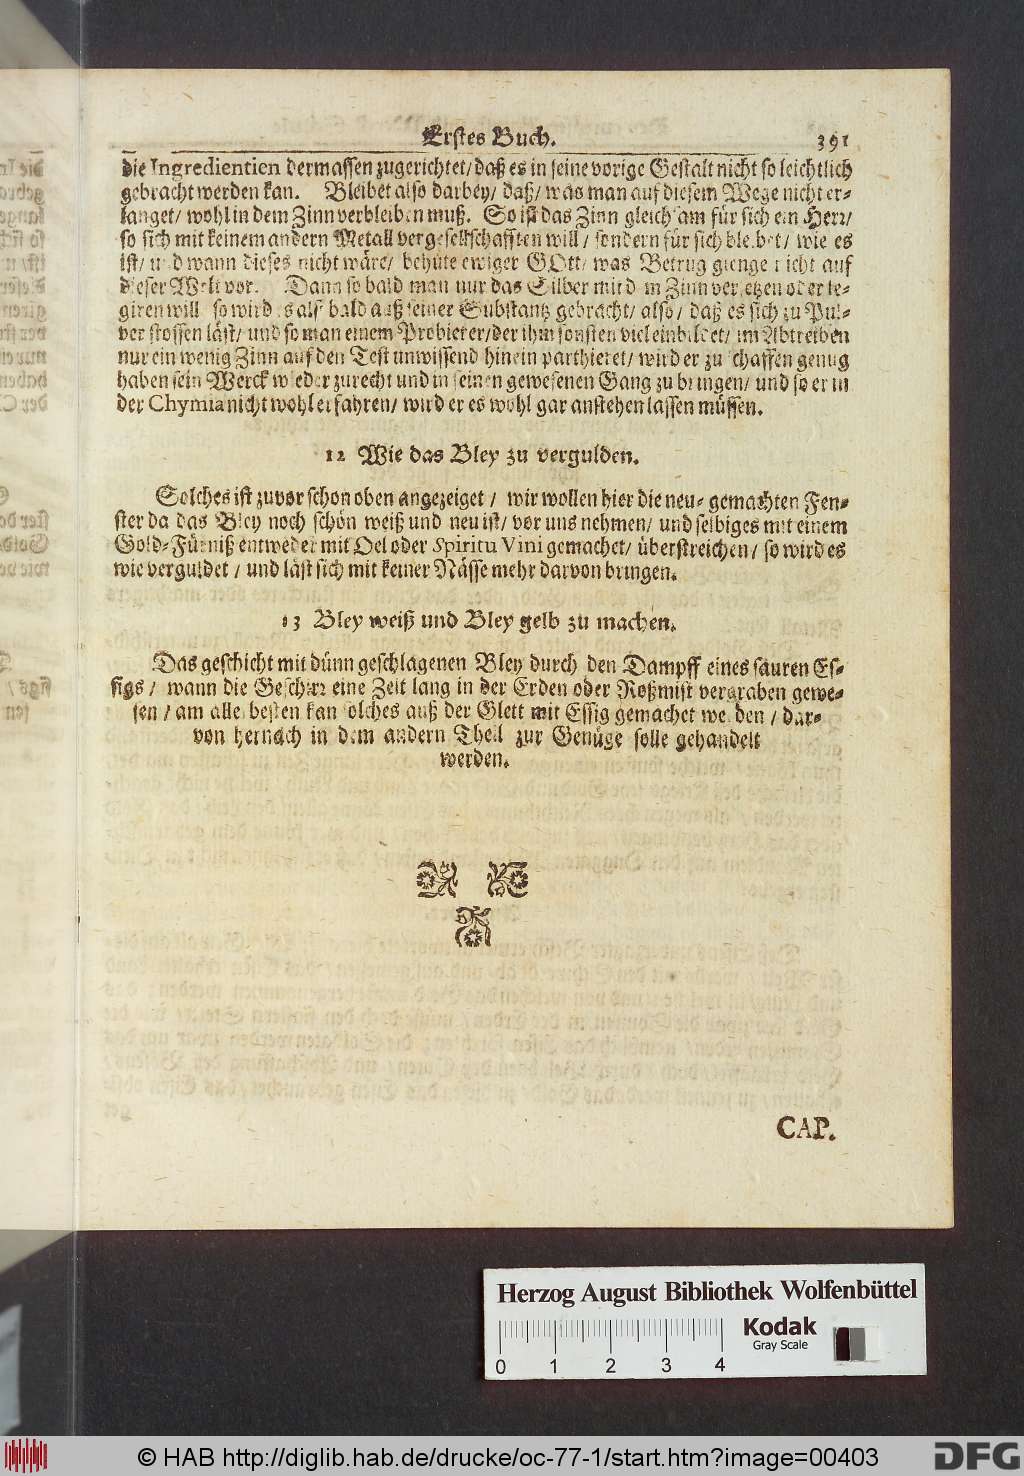 Erstes Buch. 391
die Ingredientien dermassen zugerichtet/ daß es in seine vorige Gestalt nicht so leichtlich
gebracht werden kan. Bleibet also darbey/ daß/ was man auf diesem Wege nicht er-
langet/ wohl in dem Zinn verbleiben muß. So ist das Zinn gleichsam für sich ein Herr/
so sich mit keinem andern Metall vergesellschafften will/ sondern für sich bleibet/ wie es
ist/ und wann dieses nicht wäre/ behüte ewiger GOtt/ was Betrug gienge nicht auf
dieser Welt vor. Dann so bald man nur das Silber mit dem Zinn versetzen oder le-
giren will/ so wird es alsbald auß seiner Substantz gebracht/ also/ daß es sich zu Pul-
ver stossen läst/ und so man einem Probierer/ der ihm sonsten viel einbildet/ im Abtreiben
nur ein wenig Zinn auf den Test unwissend hinein parthieret/ wird er zu schaffen genug
haben sein Werck wieder zurecht und in seinen gewesenen Gang zu bringen/ und so er in
der Chymia nicht wohl erfahren/ wird er es wohl gar anstehen lassen müssen.
12 Wie das Bley zu vergulden.
Solches ist zuvor schon oben angezeiget / wir wollen hier die neu-gemachten Fen-
ster da das Bley noch schön weiß und neu ist/ vor uns nehmen/ und selbiges mit einem
Gold-Fürniß entweder mit Oel oder Spiritu Vini gemachet/ überstreichen/ so wird es
wie verguldet / und läst sich mit keiner Nässe mehr darvon bringen.
13 Bley weiß und Bley gelb zu machen.
Das geschicht mit dünn geschlagenen Bley durch den Dampff eines sauren Es-
sigs / wann die Geschirr eine Zeit lang in der Erden oder Roßmist vergraben gewe-
sen / am allerbesten kan solches auß der Glett mit Essig gemachet werden / dar-
von hernach in dem andern Theil zur Genüge solle gehandelt
werden.
CAP.
Herzog August Bibliothek Wolfenbüttel
Kodak
Gray Scale
0 1 2 3 4
© HAB http://diglib.hab.de/drucke/oc-77-1/start.htm?image=00403
DFG